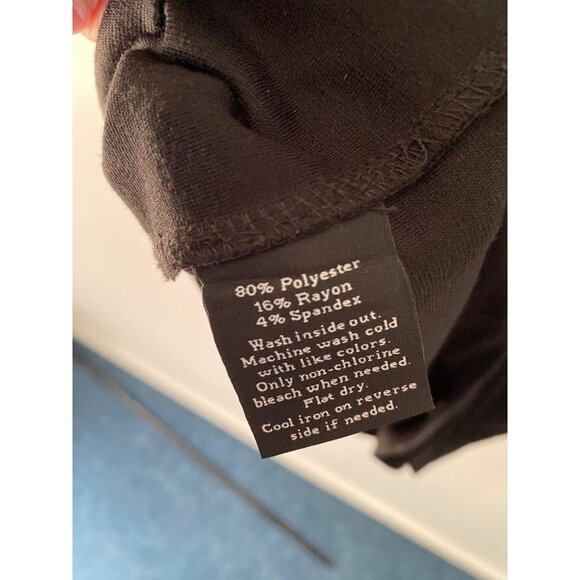 80% Polyester
16% Rayon
4% Spandex
Wash inside out.
Machine wash cold
with like colors.
Only non-chlorine
bleach when needed.
Flat dry.
Cool iron on reverse
side if needed.